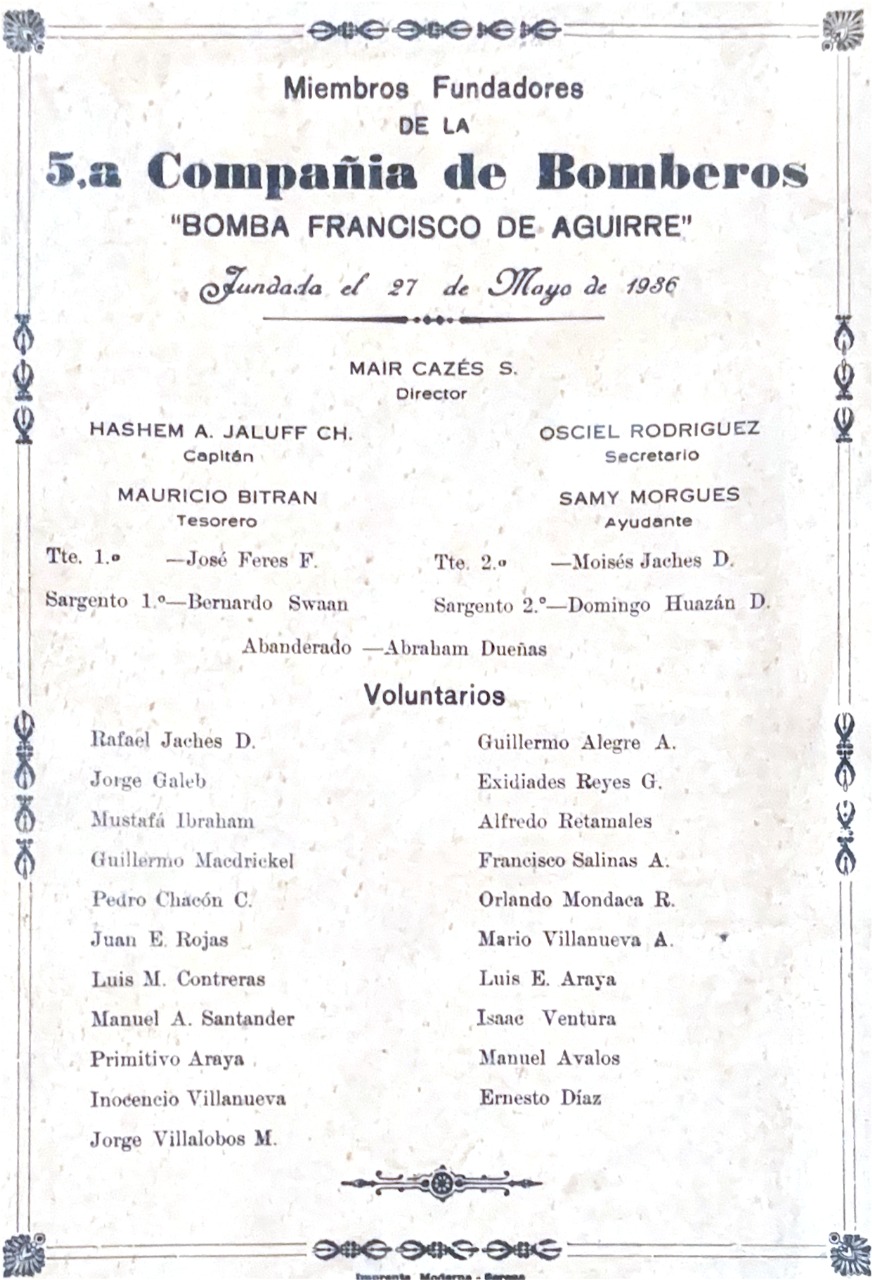 Miembros Fundadores
DE LA
5.a Compañia de Bomberos
"BOMBA FRANCISCO DE AGUIRRE"
Fundada el 27 de Mayo de 1936
MAIR CAZÉS S.
Director
HASHEM A. JALUFF CH.
Capitán
OSCIEL RODRIGUEZ
Secretario
MAURICIO BITRAN
Tesorero
SAMY MORGUES
Ayudante
Tte. 1.º —José Feres F.
Tte. 2.º —Moisés Jaches D.
Sargento 1.º—Bernardo Swaan
Sargento 2.º—Domingo Huazán D.
Abanderado —Abraham Dueñas
Voluntarios
Rafael Jaches D.
Jorge Galeb
Mustafá Ibraham
Guillermo Macdrickel
Pedro Chacón C.
Juan E. Rojas
Luis M. Contreras
Manuel A. Santander
Primitivo Araya
Inocencio Villanueva
Jorge Villalobos M.
Guillermo Alegre A.
Exidiades Reyes G.
Alfredo Retamales
Francisco Salinas A.
Orlando Mondaca R.
Mario Villanueva A.
Luis E. Araya
Isaac Ventura
Manuel Avalos
Ernesto Díaz
Imprenta Moderna - Serena